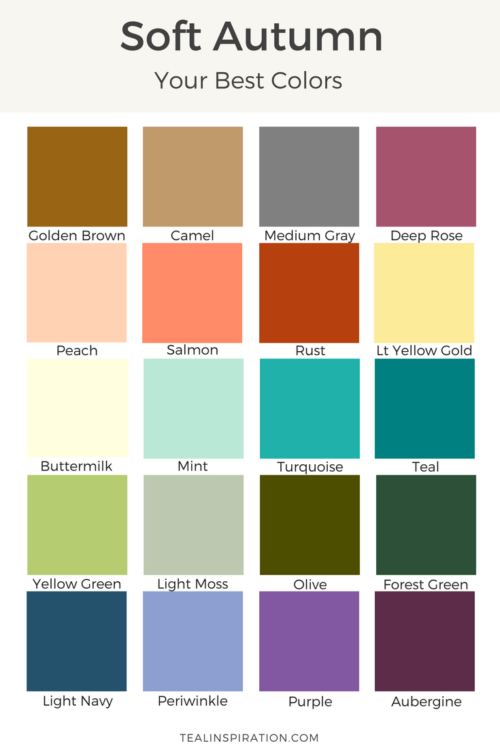 Soft Autumn
Your Best Colors
Golden Brown Camel Medium Gray Deep Rose
Peach Salmon Rust Lt Yellow Gold
Buttermilk Mint Turquoise Teal
Yellow Green Light Moss Olive Forest Green
Light Navy Periwinkle Purple Aubergine
TEALINSPIRATION.COM